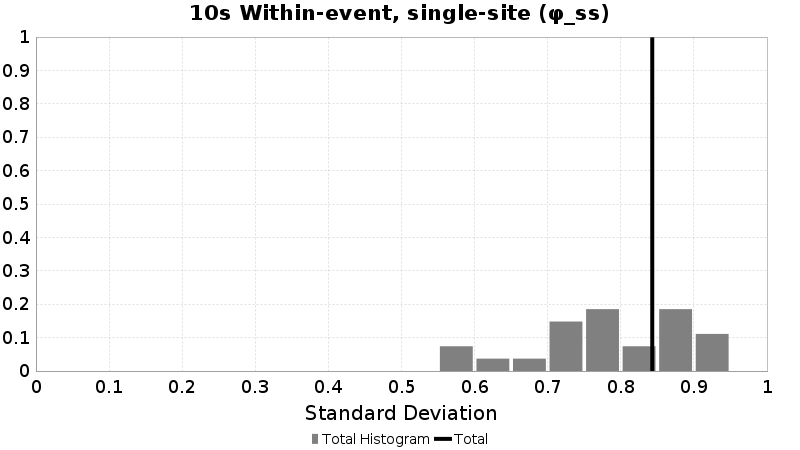 10s Within-event, single-site (φ_ss)
1
0.9
0.8
0.7
0.6
0.5
0.4
0.3
0.2
0.1
0
0 0.1 0.2 0.3 0.4 0.5 0.6 0.7 0.8 0.9 1
Standard Deviation
Total Histogram Total